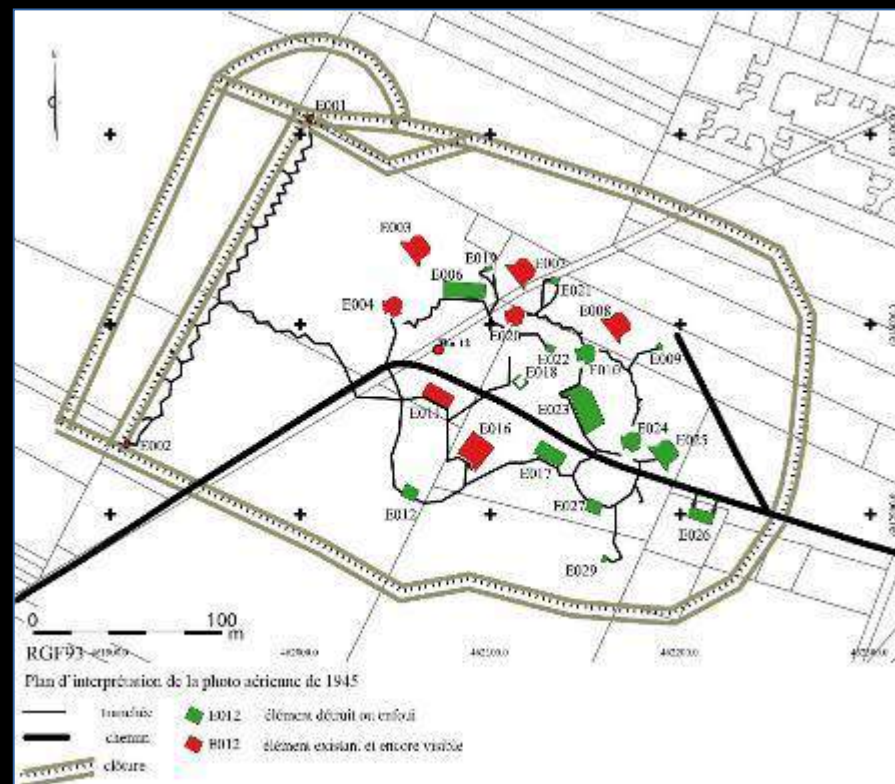 E001
E003
E019
E007
E006
E021
E004
E008
E020
E022
E009
E010
E018
E011
E023
E016
E024
E025
E002
E017
E012
E027
E026
E029
0 100
m
RGF93
Plan d'interprétation de la photo aérienne de 1945
tranchée
E012 élément détruit ou enfoui
chemin
E012 élément existant et encore visible
clôture